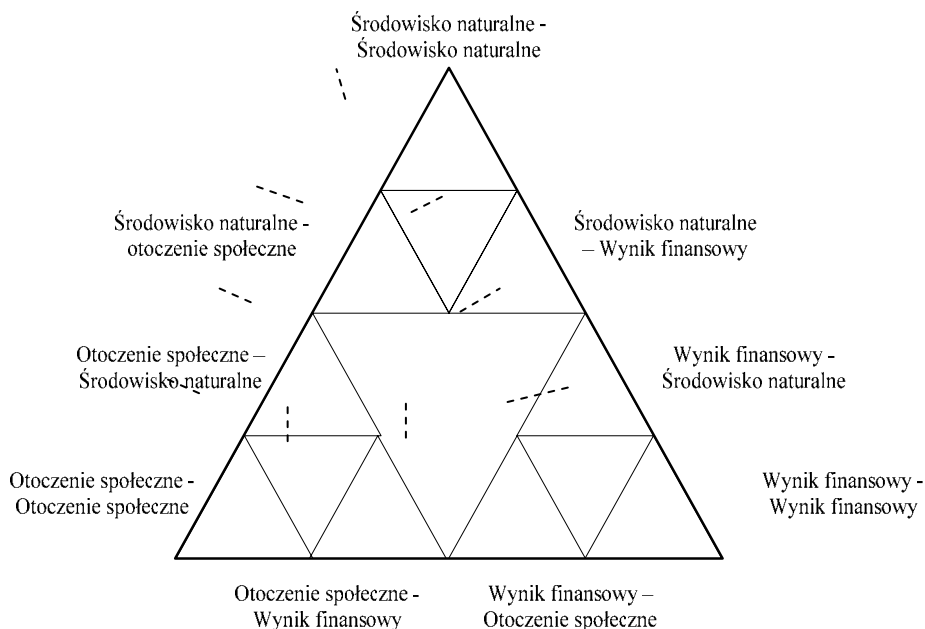 Środowisko naturalne -
Środowisko naturalne
Środowisko naturalne -
otoczenie społeczne
Środowisko naturalne
– Wynik finansowy
Otoczenie społeczne –
Środowisko naturalne
Wynik finansowy -
Środowisko naturalne
Otoczenie społeczne -
Otoczenie społeczne
Wynik finansowy -
Wynik finansowy
Otoczenie społeczne -
Wynik finansowy
Wynik finansowy –
Otoczenie społeczne